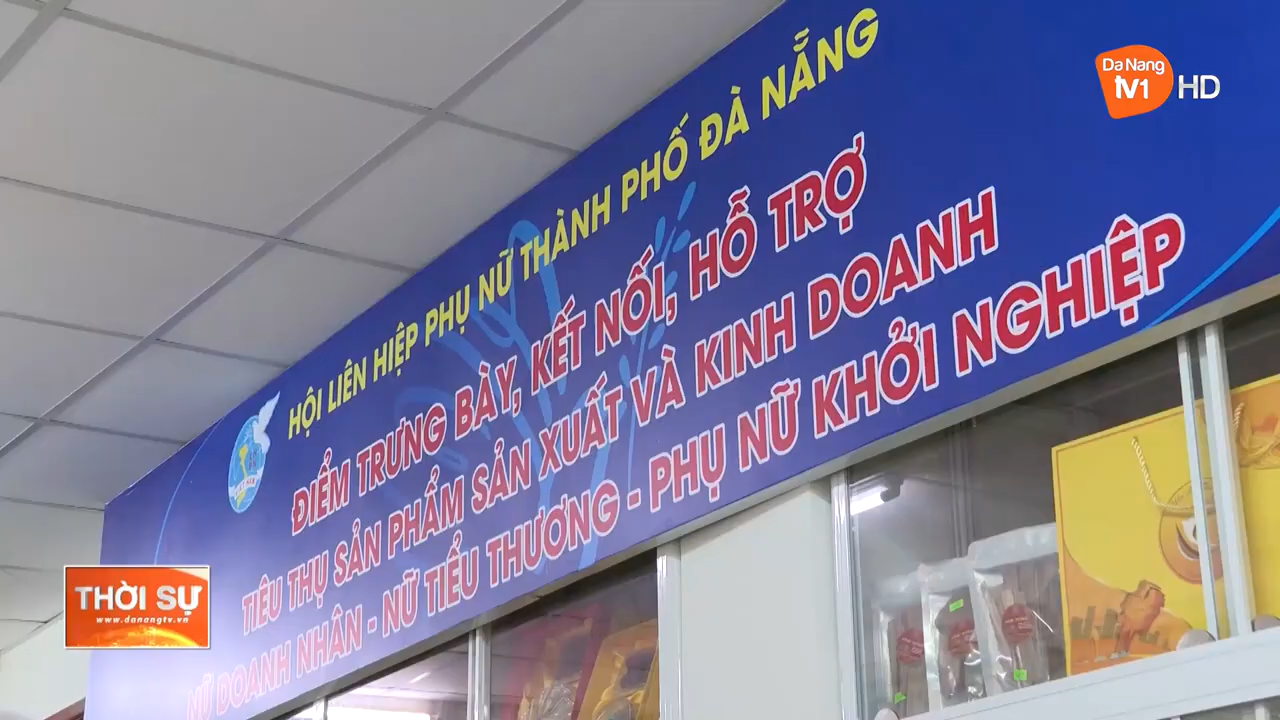 Da Nang
TV1 HD
HỘI LIÊN HIỆP PHỤ NỮ THÀNH PHỐ ĐÀ NẴNG
ĐIỂM TRƯNG BÀY, KẾT NỐI, HỖ TRỢ
TIÊU THỤ SẢN PHẨM SẢN XUẤT VÀ KINH DOANH
NỮ DOANH NHÂN - NỮ TIỂU THƯƠNG - PHỤ NỮ KHỞI NGHIỆP
THỜI SỰ
www.danangtv.vn